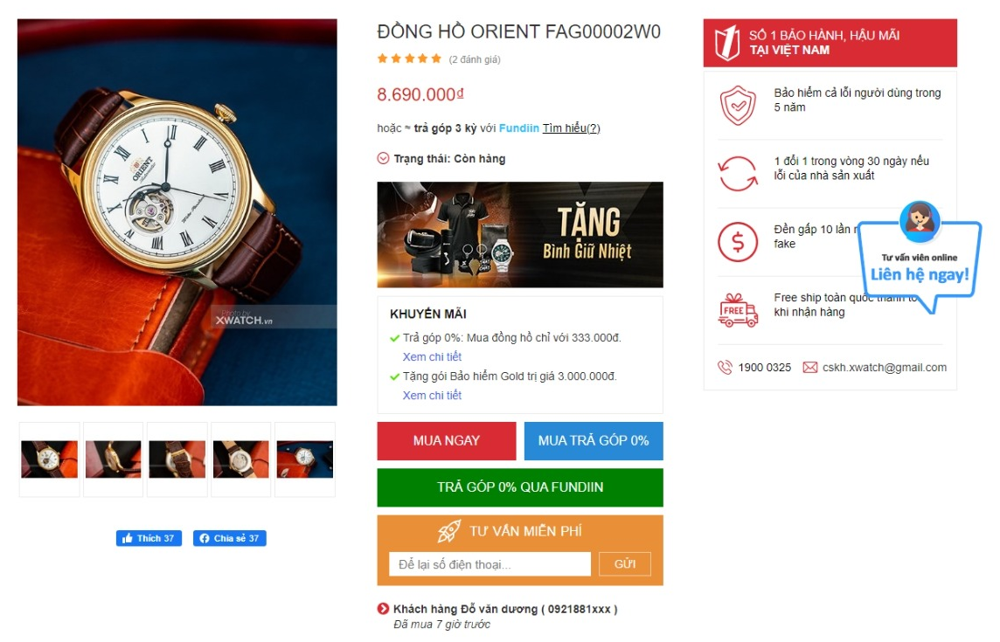 ĐỒNG HỒ ORIENT FAG00002W0
(2 đánh giá)
8.690.000₫
hoặc ≈ trả góp 3 kỳ với Fundiin Tìm hiểu(?)
Trạng thái: Còn hàng
TẶNG
Bình Giữ Nhiệt
KHUYẾN MÃI
Trả góp 0%: Mua đồng hồ chỉ với 333.000đ.
Xem chi tiết
Tặng gói Bảo hiểm Gold trị giá 3.000.000đ.
Xem chi tiết
MUA NGAY
MUA TRẢ GÓP 0%
TRẢ GÓP 0% QUA FUNDIIN
TƯ VẤN MIỄN PHÍ
Để lại số điện thoại...
GỬI
Khách hàng Đỗ văn dương ( 0921881xxx )
Đã mua 7 giờ trước
ORIENT
Automatic
Photo by
XWATCH.vn
Thích 37
Chia sẻ 37
SỐ 1 BẢO HÀNH, HẬU MÃI
TẠI VIỆT NAM
Bảo hiểm cả lỗi người dùng trong
5 năm
1 đổi 1 trong vòng 30 ngày nếu
lỗi của nhà sản xuất
Đền gấp 10 lần
fake
Tư vấn viên online
Liên hệ ngay!
FREE
Free ship toàn quốc thanh
khi nhận hàng
1900 0325
cskh.xwatch@gmail.com